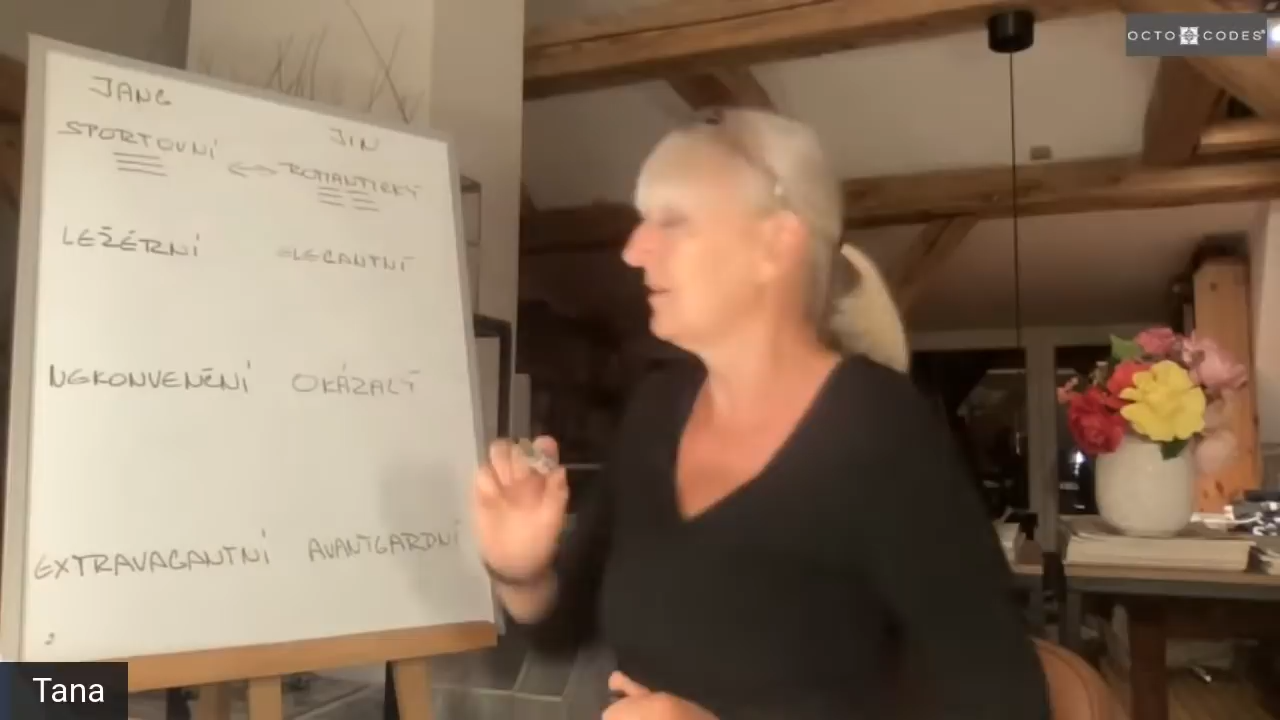 OCTO CODES
JANG
JIN
SPORTOVNÍ ROMANTICKÝ
LEŽÉRNÍ ELEGANTNÍ
NEKONVENČNÍ OKÁZALÝ
EXTRAVAGANTNÍ AVANTGARDNÍ
Tana